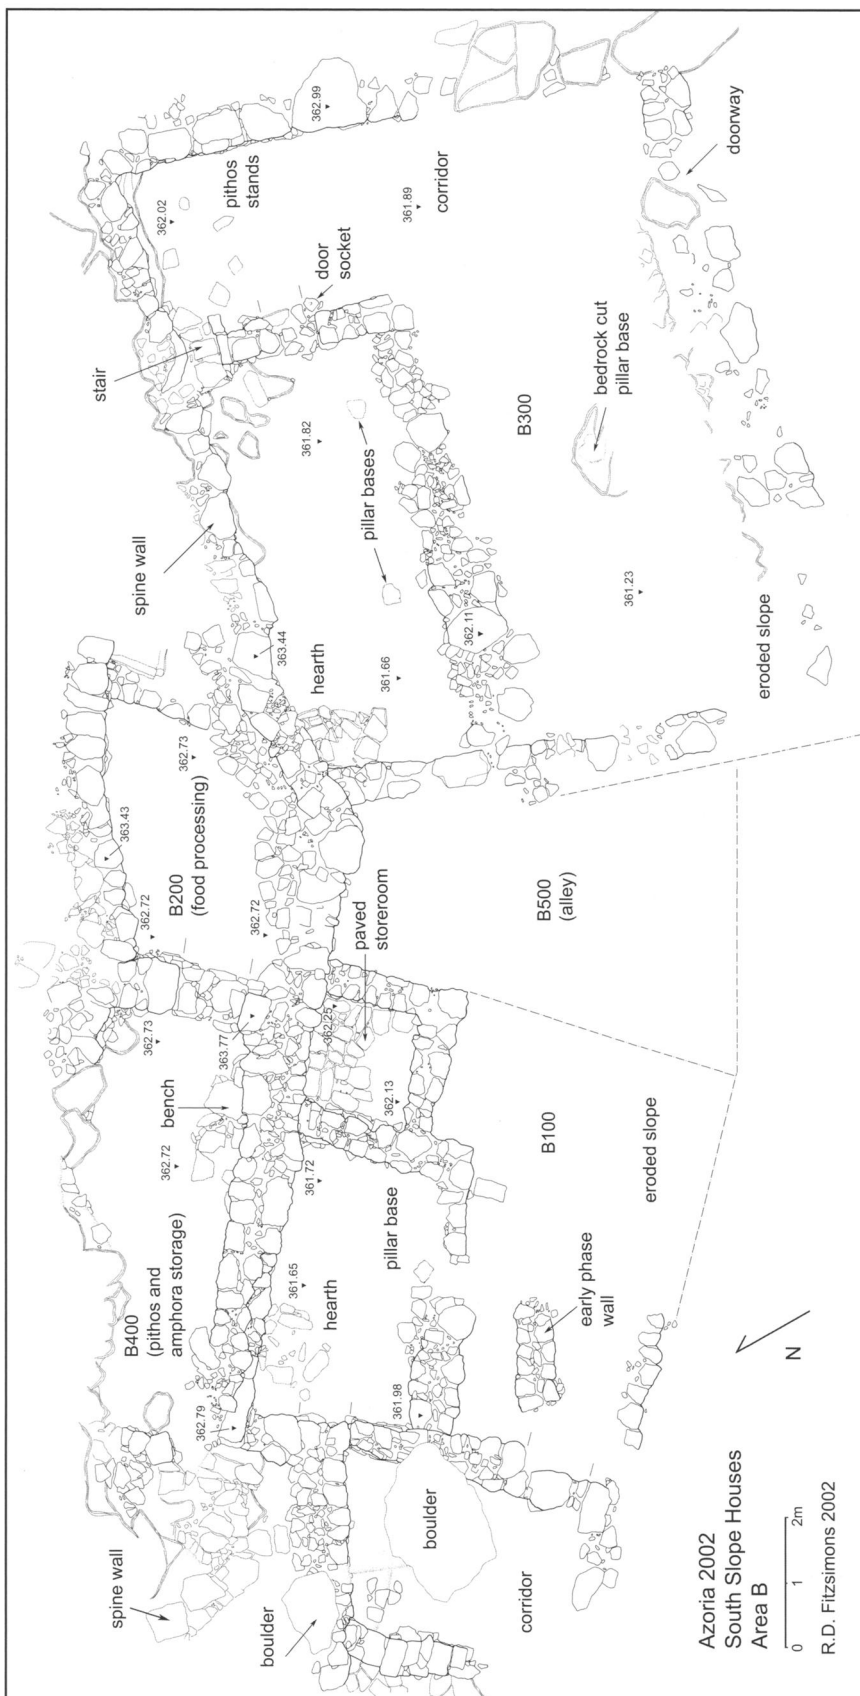 362.99
pithos
stands
362.02
361.89
corridor
doorway
door
socket
stair
bedrock cut
pillar base
361.82
B300
pillar bases
spine wall
361.23
362.11
363.44
hearth
361.66
eroded slope
362.73
B200
(food processing)
363.43
362.72
362.72
B500
(alley)
paved
storeroom
362.25
363.77
362.73
bench
362.13
362.72
361.72
B100
eroded slope
pillar base
B400
(pithos and
amphora storage)
361.65
hearth
early phase
wall
361.98
362.79
N
spine wall
boulder
boulder
corridor
Azoria 2002
South Slope Houses
Area B
0 1 2m
R.D. Fitzsimons 2002